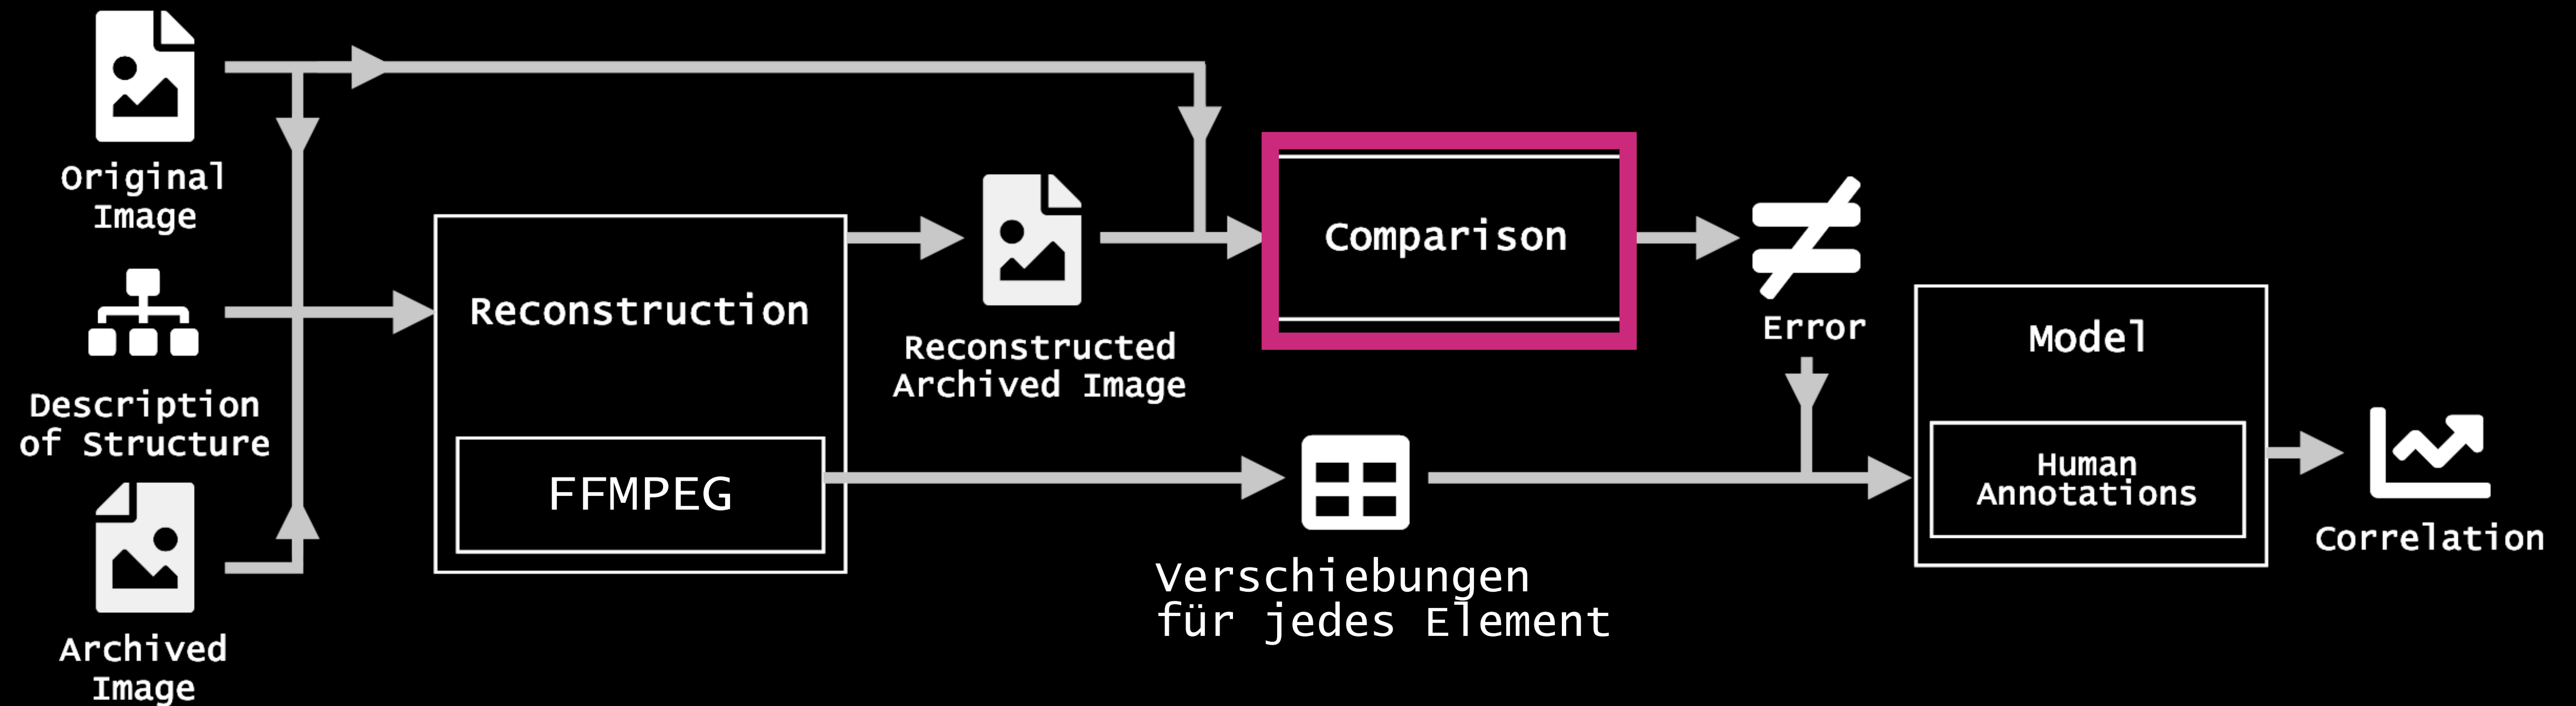 Original
Image
Description
of Structure
Archived
Image
Reconstruction
FFMPEG
Reconstructed
Archived Image
Comparison
Error
Verschiebungen
für jedes Element
Model
Human
Annotations
Correlation